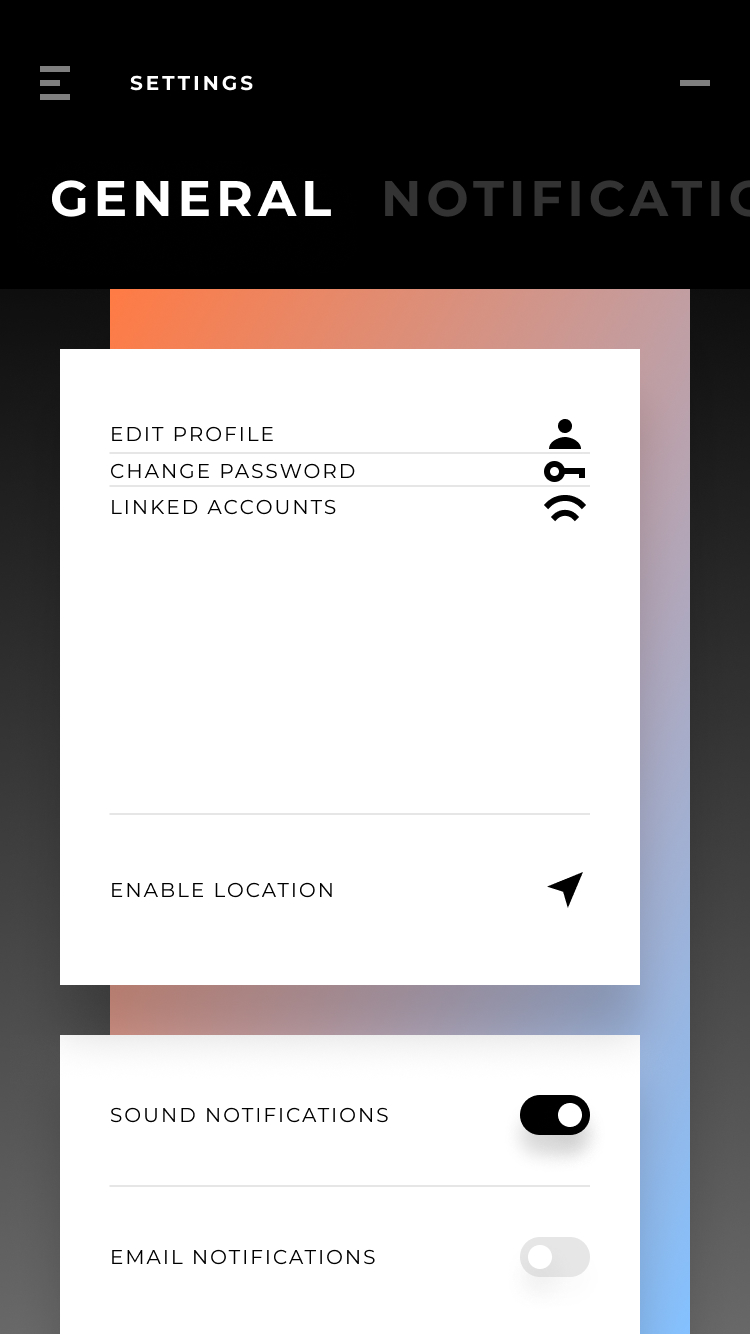 SETTINGS
GENERAL NOTIFICATIO
EDIT PROFILE
CHANGE PASSWORD
LINKED ACCOUNTS
ENABLE LOCATION
SOUND NOTIFICATIONS
EMAIL NOTIFICATIONS